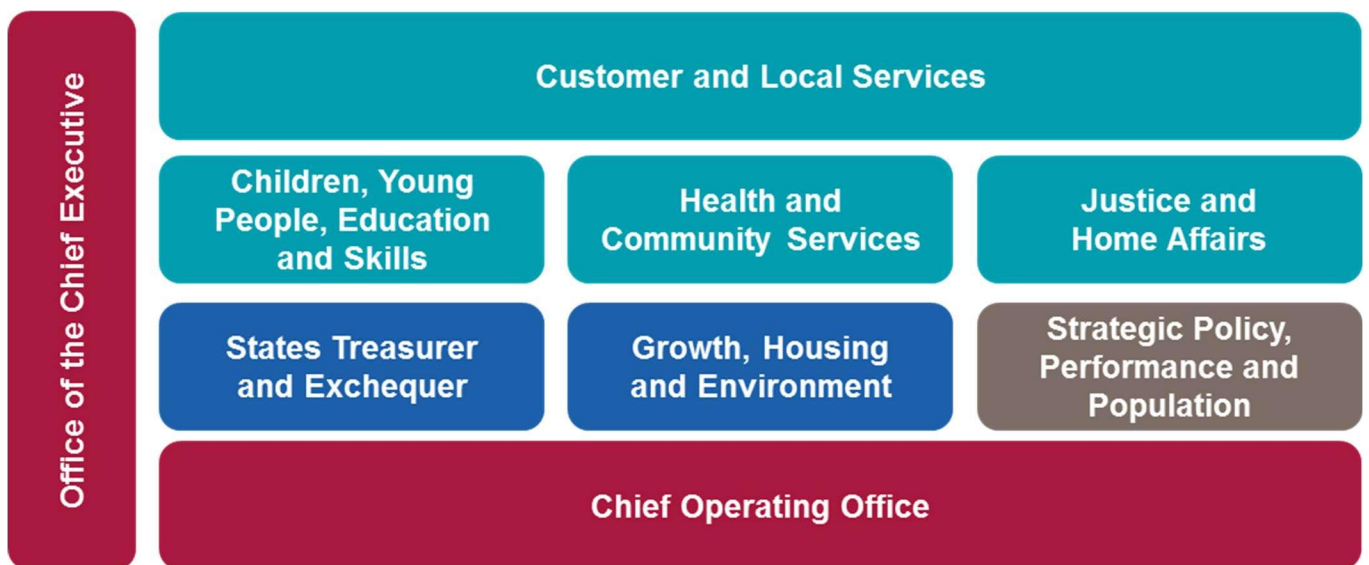 Office of the Chief Executive
Customer and Local Services
Children, Young
People, Education
and Skills
Health and
Community Services
Justice and
Home Affairs
States Treasurer
and Exchequer
Growth, Housing
and Environment
Strategic Policy,
Performance and
Population
Chief Operating Office